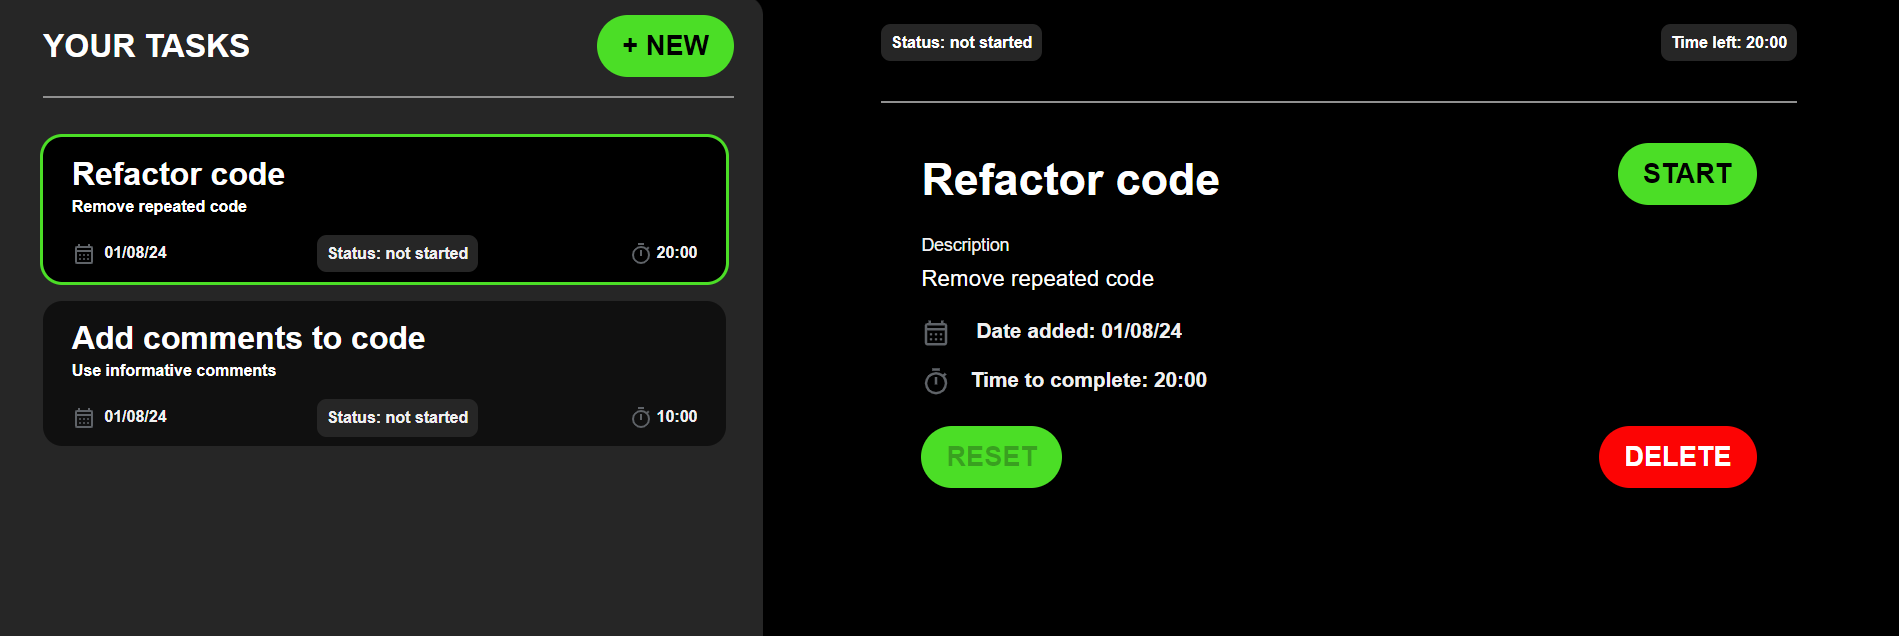 YOUR TASKS
+ NEW
Refactor code
Remove repeated code
01/08/24
Status: not started
20:00
Add comments to code
Use informative comments
01/08/24
Status: not started
10:00
Status: not started
Time left: 20:00
Refactor code
START
Description
Remove repeated code
Date added: 01/08/24
Time to complete: 20:00
RESET
DELETE